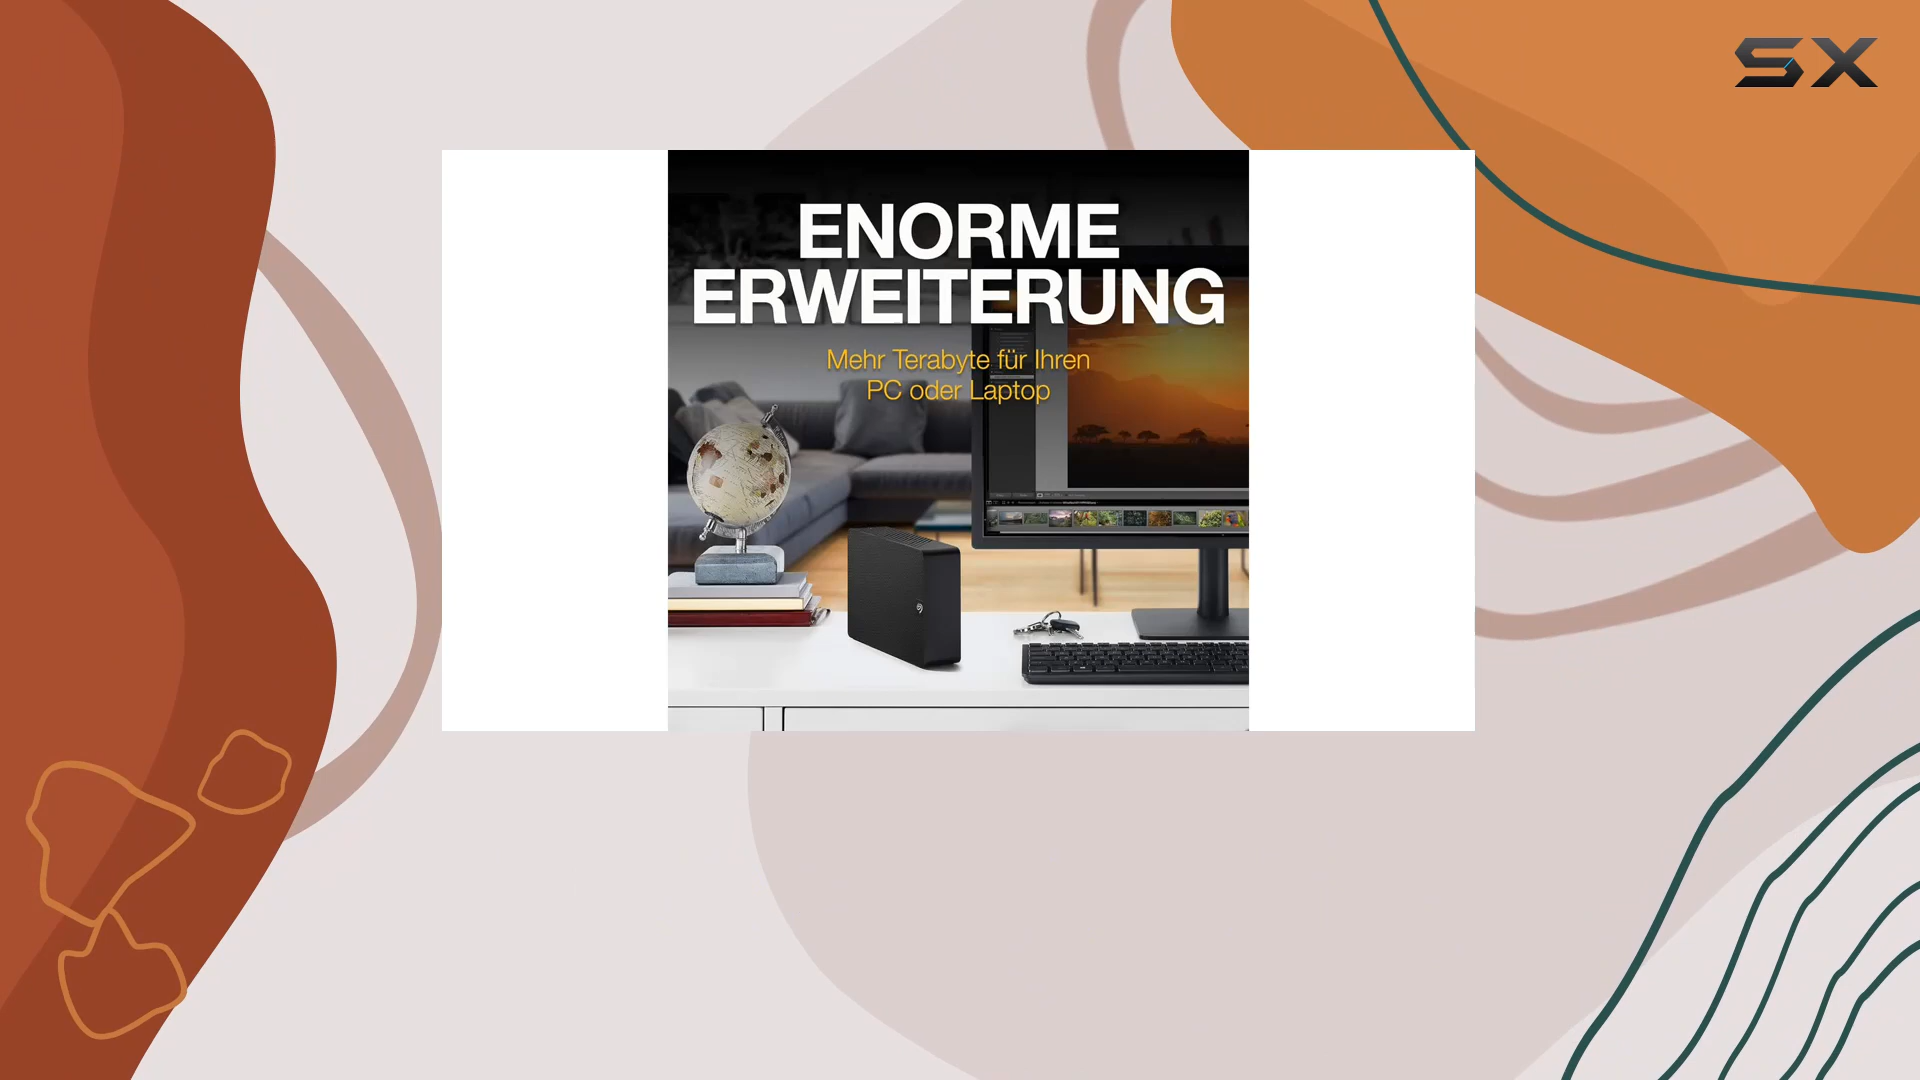 SX
ENORME
ERWEITERUNG
Mehr Terabyte für Ihren
PC oder Laptop